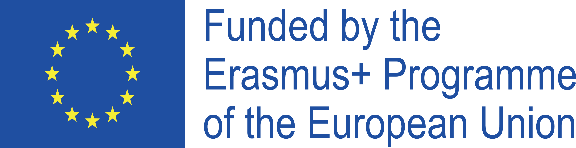 Funded by the
Erasmus+ Programme
of the European Union